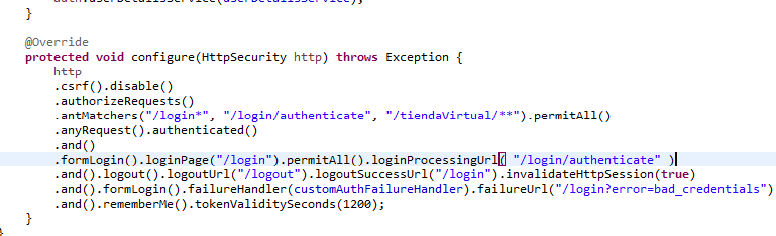 }
@Override
protected void configure(HttpSecurity http) throws Exception {
http
.csrf().disable()
.authorizeRequests()
.antMatchers("/login*", "/login/authenticate", "/tiendaVirtual/**").permitAll()
.anyRequest().authenticated()
.and()
.formLogin().loginPage("/login").permitAll().loginProcessingUrl( "/login/authenticate" )
.and().logout().logoutUrl("/logout").logoutSuccessUrl("/login").invalidateHttpSession(true)
.and().formLogin().failureHandler(customAuthFailureHandler).failureUrl("/login?error=bad_credentials")
.and().rememberMe().tokenValiditySeconds(1200);
}